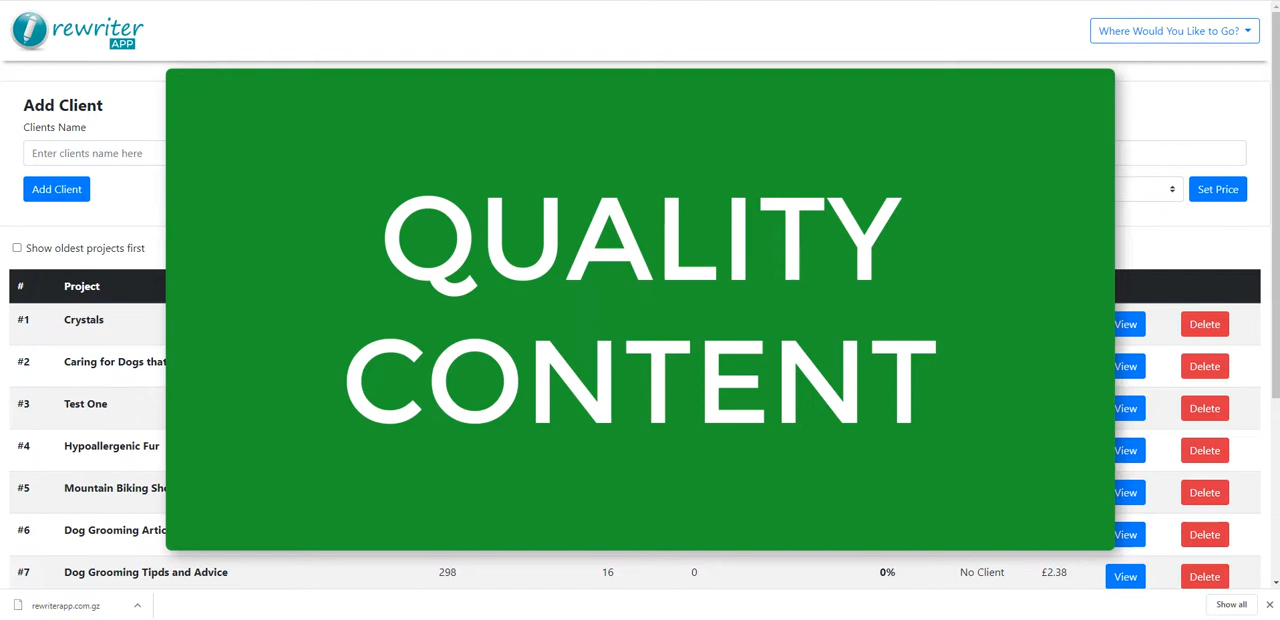 rewriter
APP
Where Would You Like to Go?
Add Client
Clients Name
Enter clients name here
Add Client
Set Price
QUALITY
CONTENT
Show oldest projects first
# Project
#1 Crystals View Delete
#2 Caring for Dogs that View Delete
#3 Test One View Delete
#4 Hypoallergenic Fur View Delete
#5 Mountain Biking View Delete
#6 Dog Grooming View Delete
#7 Dog Grooming Tipds and Advice 298 16 0 0% No Client £2.38 View Delete
rewriterapp.com.gz
Show all